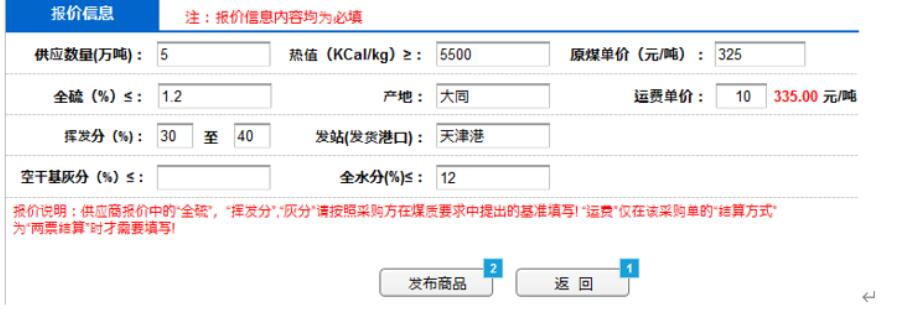 报价信息 注：报价信息内容均为必填
供应数量(万吨)： 5 热值（KCal/kg）≥： 5500 原煤单价（元/吨）： 325
全硫（%）≤： 1.2 产地： 大同 运费单价： 10 335.00 元/吨
挥发分（%)： 30 至 40 发站(发货港口)： 天津港
空干基灰分（%）≤： 全水分(%)≤： 12
报价说明：供应商报价中的"全硫"，"挥发分","灰分"请按照采购方在煤质要求中提出的基准填写! "运费"仅在该采购单的"结算方式"
为"两票结算"时才需要填写!
发布商品 2 返 回 1